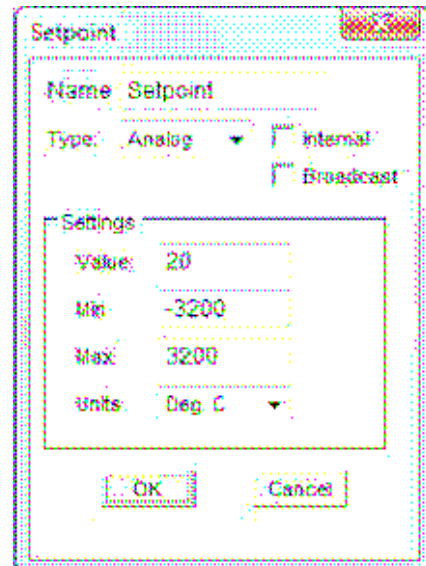 Setpoint
Name Setpoint
Type: Analog Internal
Broadcast
Settings
Value: 20
Min -3200
Max 3200
Units Deg. C
OK Cancel